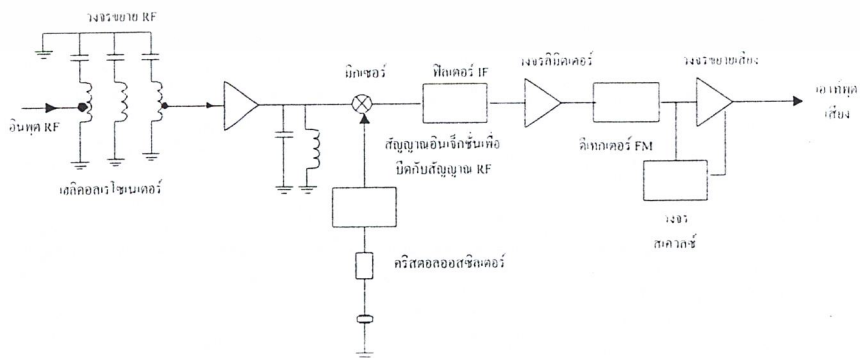 วงจรขยาย RF
มิกเซอร์
ฟิลเตอร์ IF
วงจรลิมิตเตอร์
วงจรขยายเสียง
อินพุต RF
เอาท์พุต
เสียง
สัญญาณอินเจ็กชั่นเพื่อ
บีตกับสัญญาณ RF
ดีเทกเตอร์ FM
เฮลิคอลเรโซเนเตอร์
วงจร
สเควลซ์
คริสตอลออสซิลเตอร์